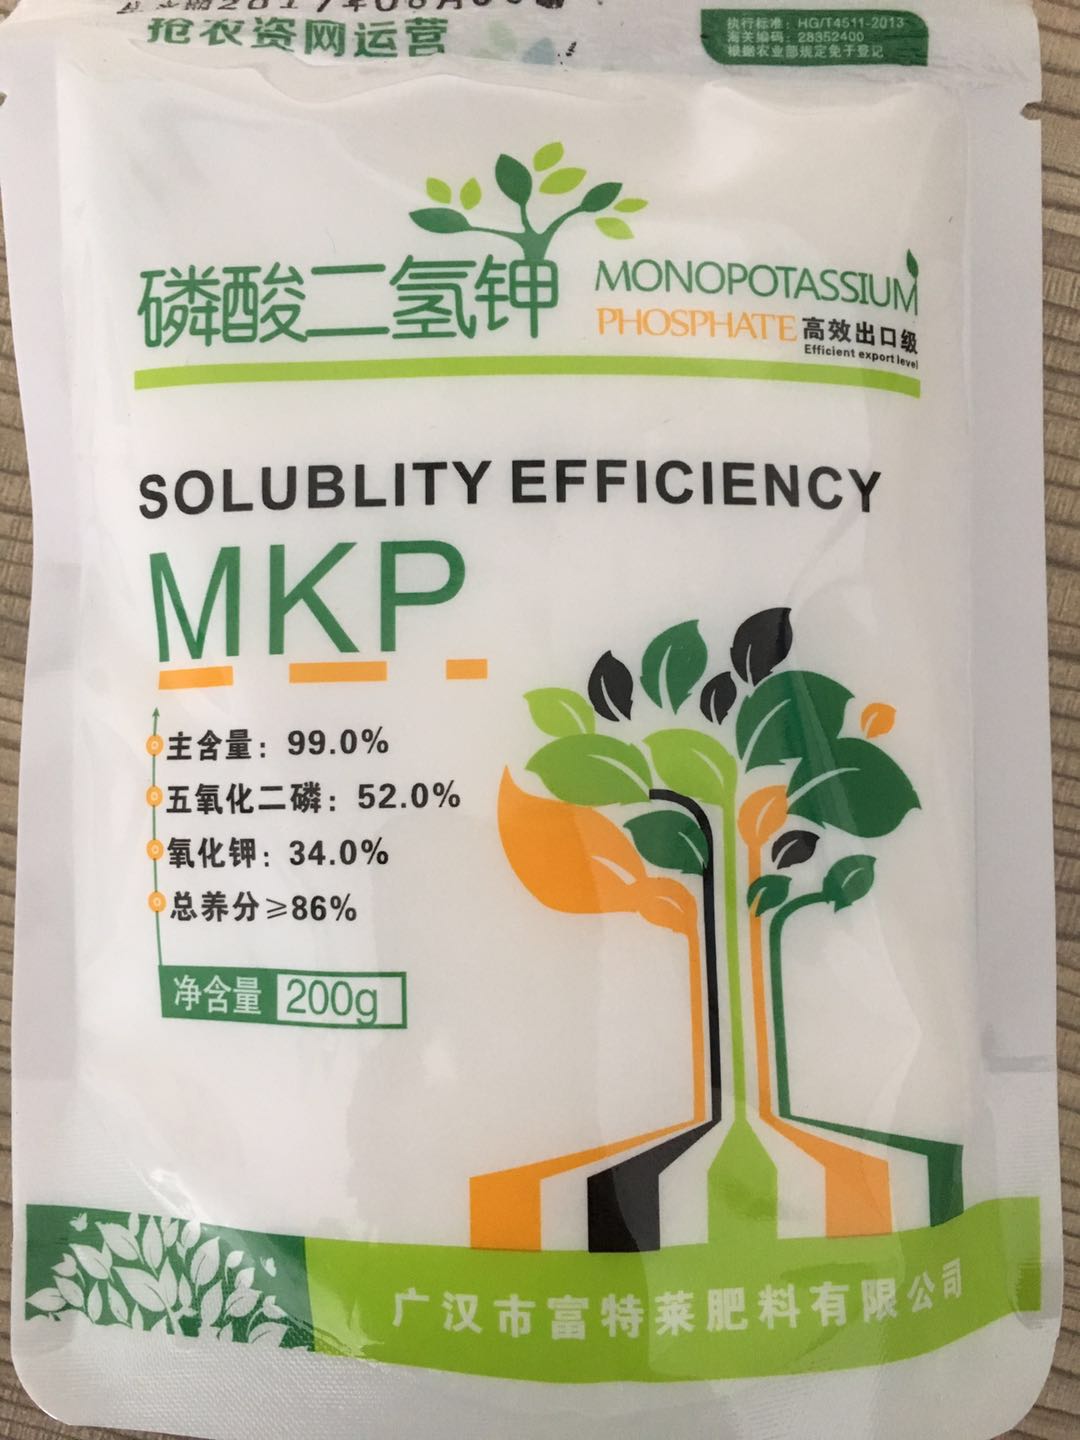 抢农资网运营
执行标准：HG/T4511-2013
海关编码：28352400
根据农业部规定免于登记
磷酸二氢钾
MONOPOTASSIUM
PHOSPHATE 高效出口级
Efficient export level
SOLUBLITY EFFICIENCY
MKP
主含量：99.0%
五氧化二磷：52.0%
氧化钾：34.0%
总养分≥86%
净含量 200g
广汉市富特莱肥料有限公司